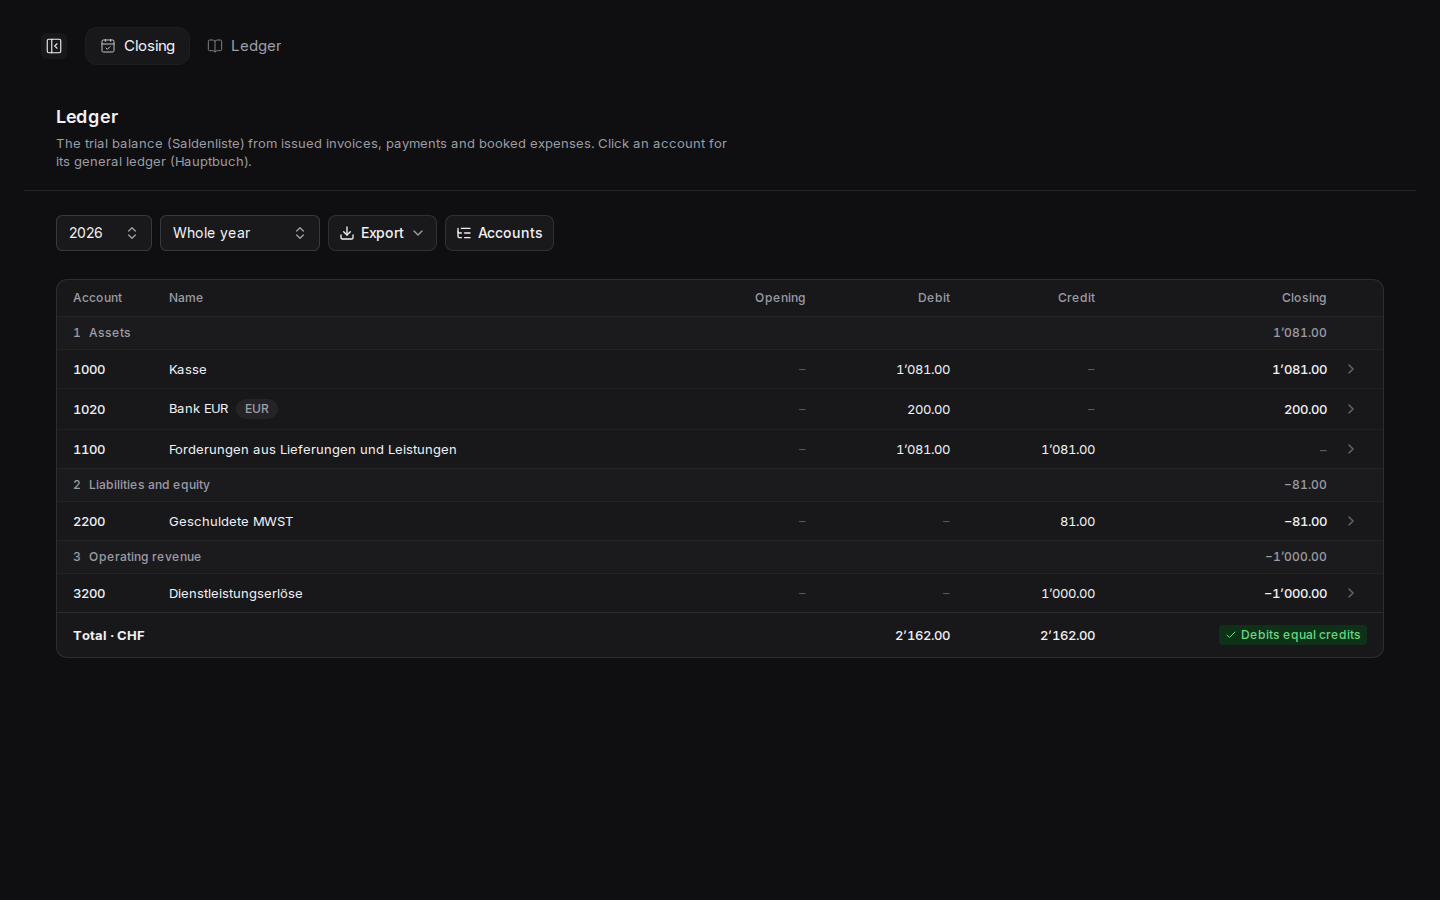 Closing
Ledger
Ledger
The trial balance (Saldenliste) from issued invoices, payments and booked expenses. Click an account for
its general ledger (Hauptbuch).
2026
Whole year
Export
Accounts
Account Name Opening Debit Credit Closing
1 Assets 1’081.00
1000 Kasse – 1’081.00 – 1’081.00
1020 Bank EUR EUR – 200.00 – 200.00
1100 Forderungen aus Lieferungen und Leistungen – 1’081.00 1’081.00 –
2 Liabilities and equity −81.00
2200 Geschuldete MWST – – 81.00 −81.00
3 Operating revenue −1’000.00
3200 Dienstleistungserlöse – – 1’000.00 −1’000.00
Total · CHF 2’162.00 2’162.00 Debits equal credits